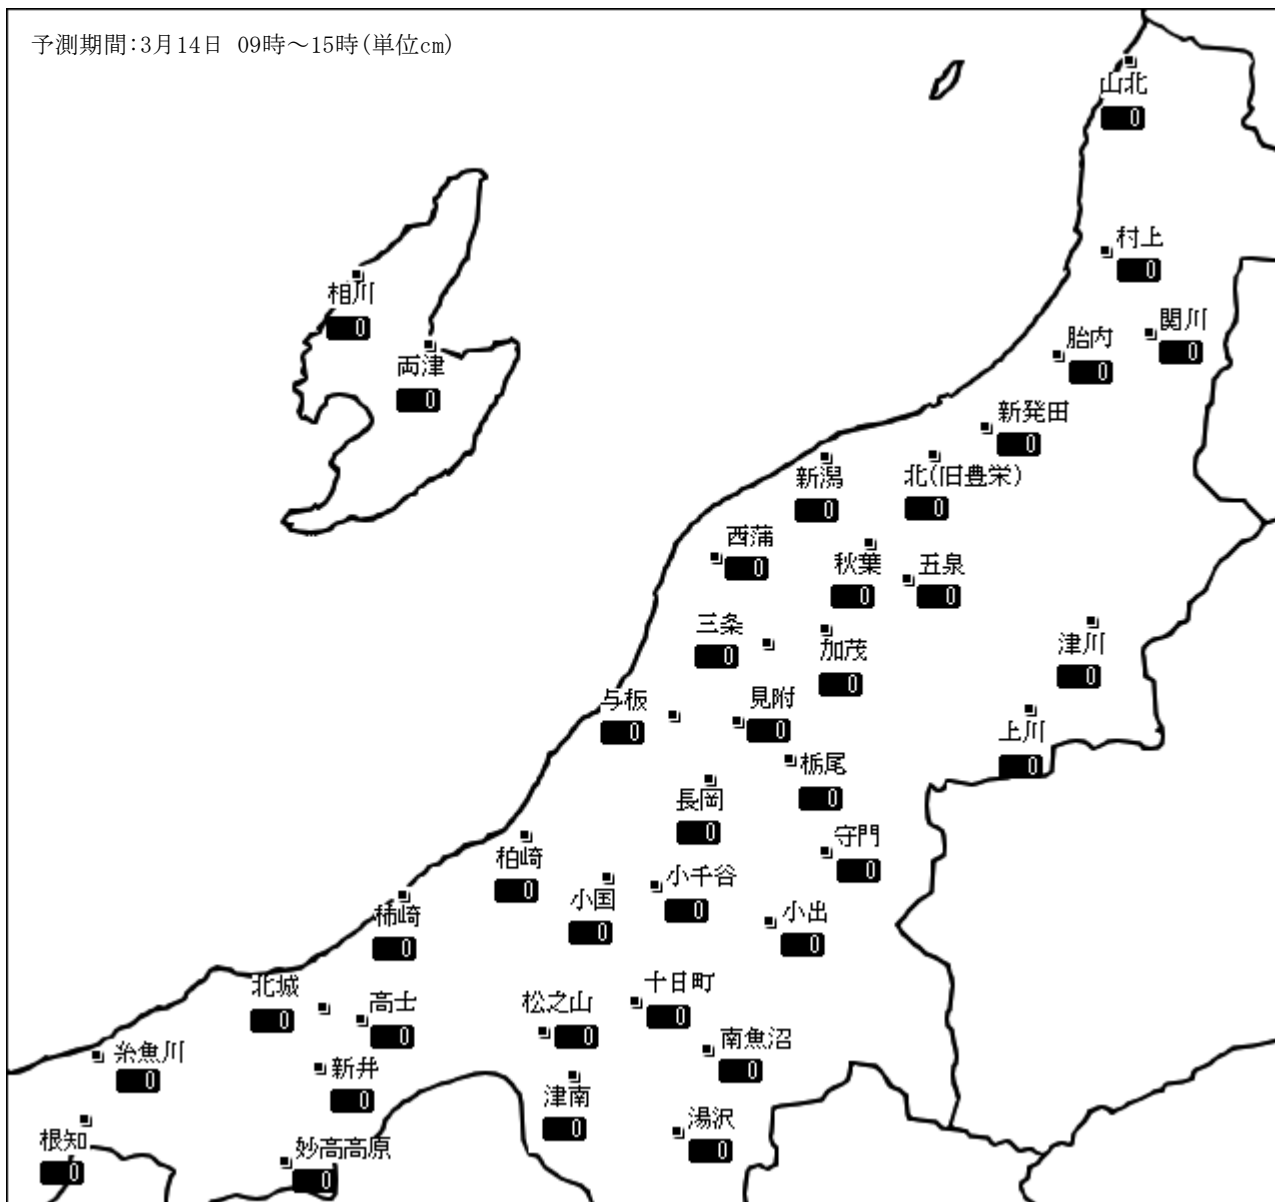 予測期間:3月14日 09時～15時(単位cm)
山北
0
村上
0
相川
0
関川
0
胎内
0
両津
0
新発田
0
新潟
0
北(旧豊栄)
0
西蒲
0
秋葉
0
五泉
0
三条
0
加茂
0
津川
0
与板
0
見附
0
上川
0
栃尾
0
長岡
0
守門
0
柏崎
0
小千谷
0
小国
0
柿崎
0
小出
0
北城
0
高士
0
松之山
0
十日町
0
南魚沼
0
糸魚川
0
新井
0
津南
0
湯沢
0
根知
0
妙高高原
0